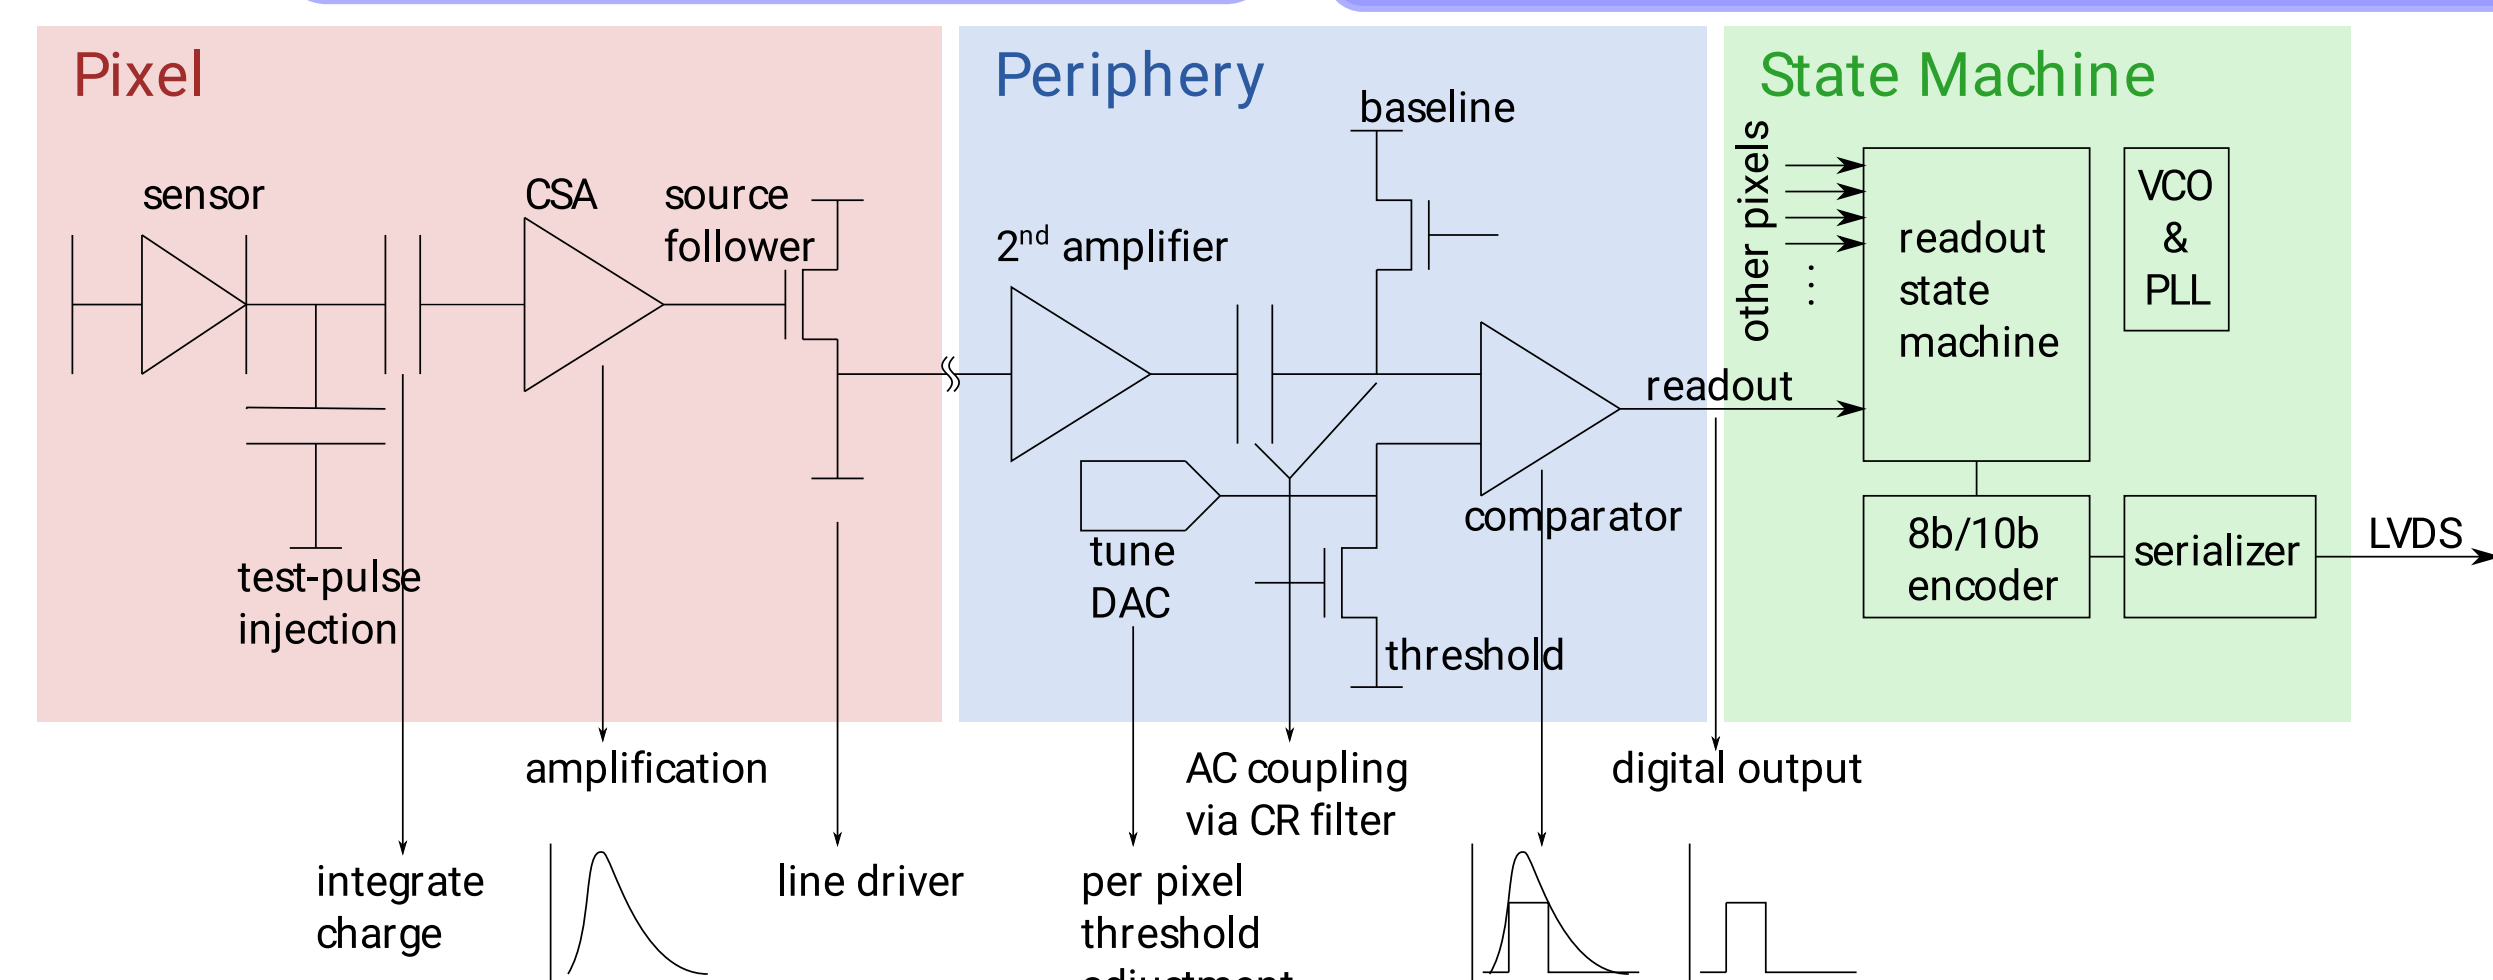 Pixel
sensor
CSA
source
follower
test-pulse
injection
Periphery
baseline
2nd amplifier
tune
DAC
comparator
threshold
readout
State Machine
other pixels
...
readout
state
machine
VCO
&
PLL
8b/10b
encoder
serializer
LVDS
integrate
charge
amplification
line driver
per pixel
threshold
adjustment
AC coupling
via CR filter
digital output